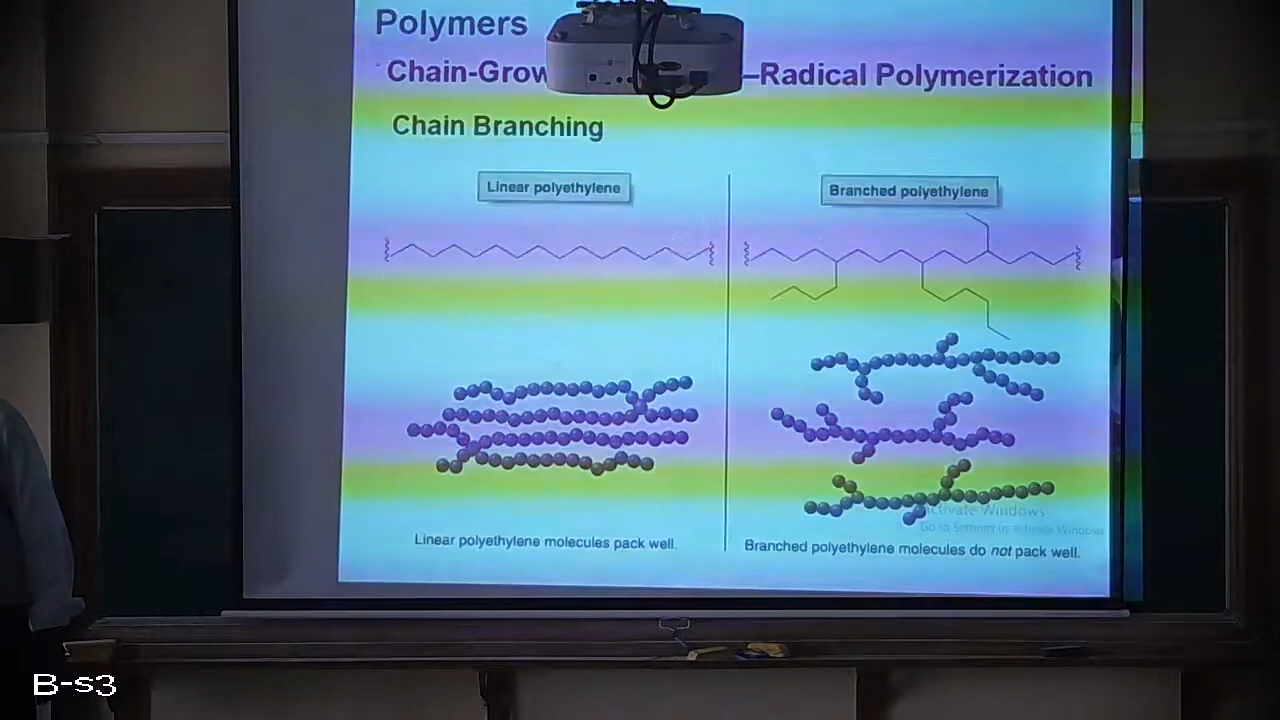 Polymers
Chain-Grow –Radical Polymerization
Chain Branching
Linear polyethylene
Branched polyethylene
Activate Windows
Go to Settings to activate Windows
Linear polyethylene molecules pack well.
Branched polyethylene molecules do not pack well.
B-s3